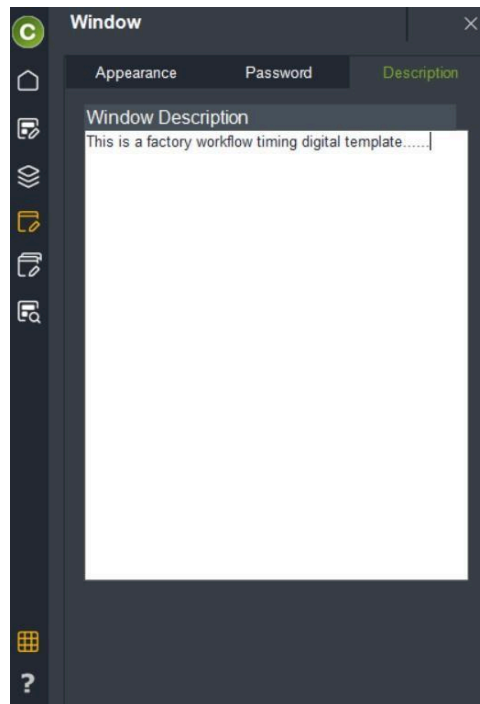 C
Window
Appearance Password Description
Window Description
This is a factory workflow timing digital template......
?